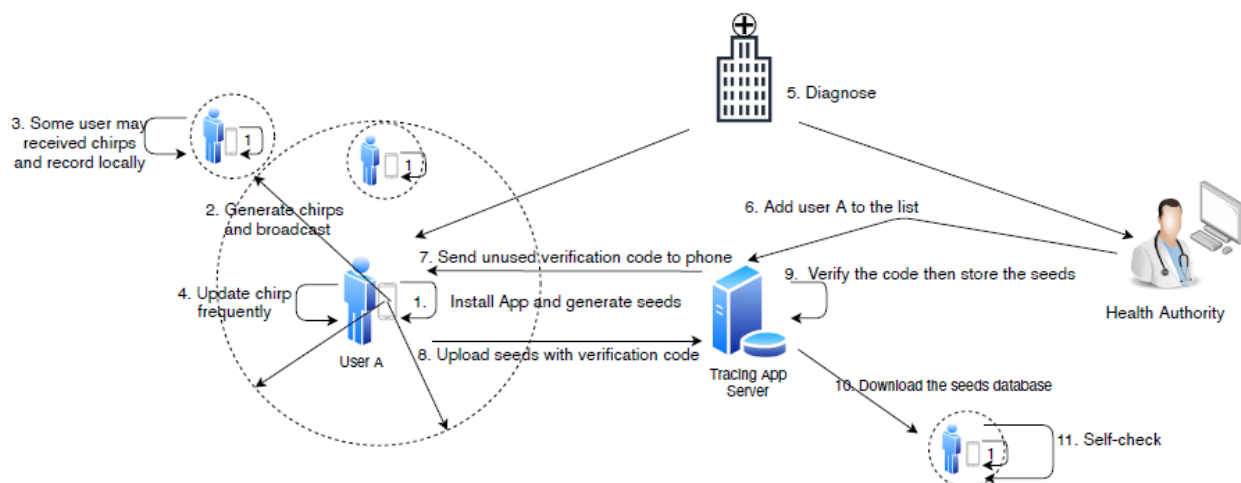 5. Diagnose
3. Some user may
received chirps
and record locally
1
1
2. Generate chirps
and broadcast
6. Add user A to the list
7. Send unused verification code to phone
9. Verify the code then store the seeds
4. Update chirp
frequently
1.
Install App and generate seeds
Health Authority
8. Upload seeds with verification code
User A
Tracing App
Server
10. Download the seeds database
11. Self-check
1